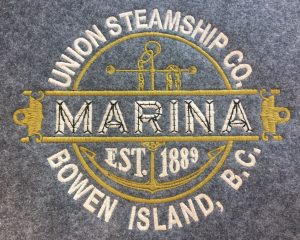 UNION STEAMSHIP CO.
MARINA
EST. 1889
BOWEN ISLAND, B.C.